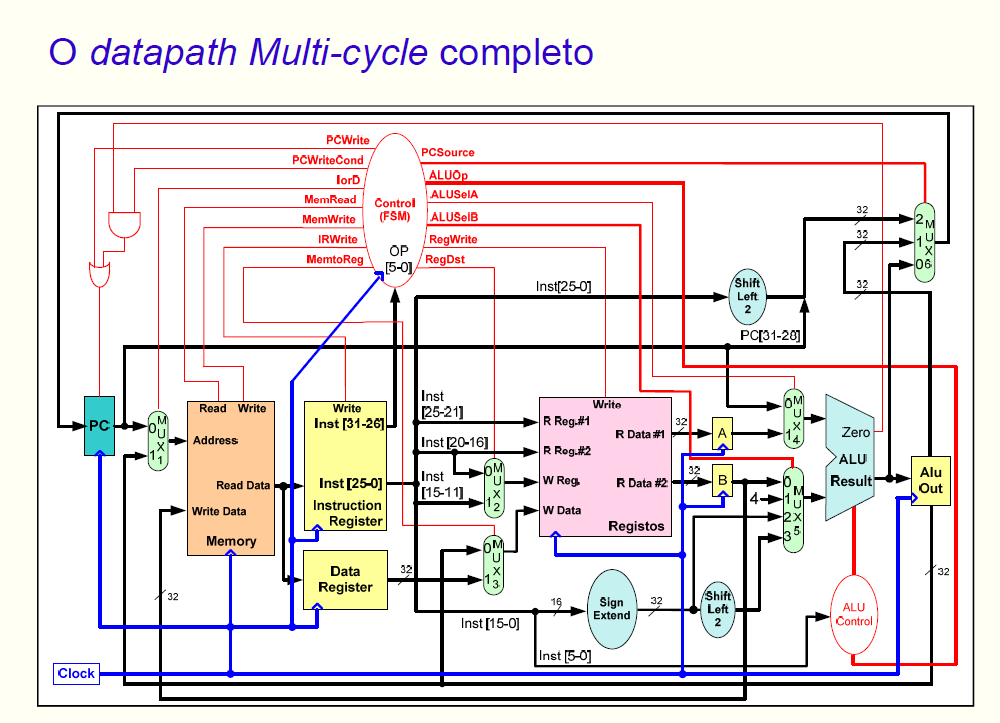 O datapath Multi-cycle completo
PCWrite
PCWriteCond
IorD
MemRead
MemWrite
IRWrite
MemtoReg
Control
(FSM)
OP
[5-0]
PCSource
ALUOp
ALUSelA
ALUSelB
RegWrite
RegDst
32
32
32
2
1
0
M
U
X
6
Inst[25-0]
Shift
Left
2
PC[31-28]
PC
0
1
M
U
X
1
Read Write
Address
Read Data
Write Data
Memory
Write
Inst [31-26]
Inst [25-0]
Instruction
Register
Data
Register
32
Inst
[25-21]
Inst [20-16]
Inst
[15-11]
0
1
M
U
X
2
0
1
M
U
X
3
Write
R Reg.#1
R Reg.#2
W Reg.
W Data
R Data #1
R Data #2
Registos
32
32
A
B
4
0
1
M
U
X
4
0
1
2
3
M
U
X
5
Zero
ALU
Result
Alu
Out
32
32
Inst [15-0]
16
Sign
Extend
32
Shift
Left
2
Inst [5-0]
ALU
Control
Clock